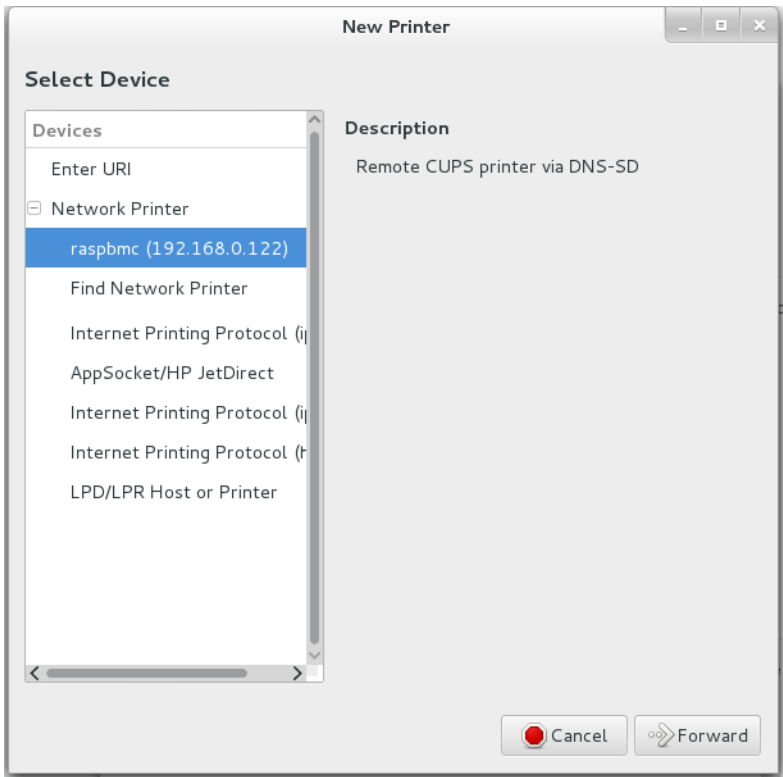 New Printer
Select Device
Devices
Enter URI
Network Printer
raspbmc (192.168.0.122)
Find Network Printer
Internet Printing Protocol (i
AppSocket/HP JetDirect
Internet Printing Protocol (i
Internet Printing Protocol (h
LPD/LPR Host or Printer
Description
Remote CUPS printer via DNS-SD
Cancel
Forward